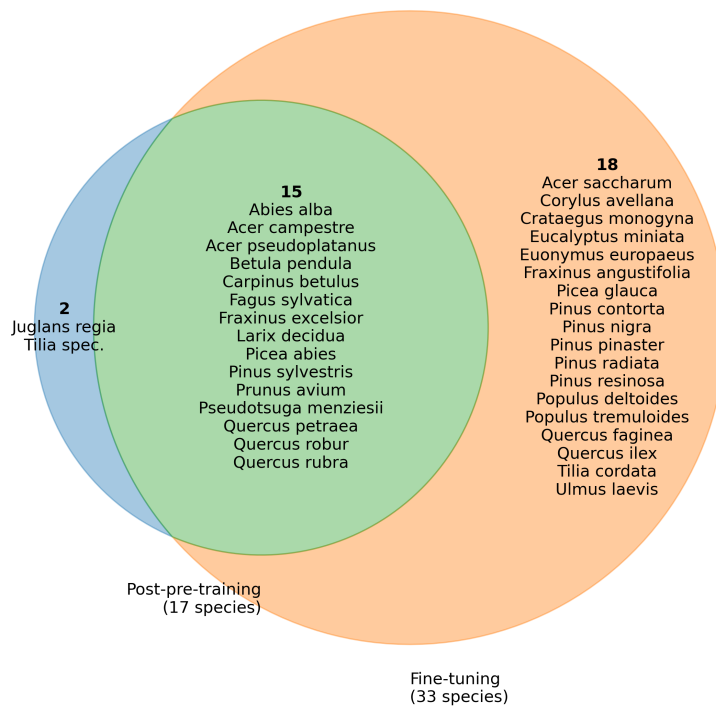 2
Juglans regia
Tilia spec.
15
Abies alba
Acer campestre
Acer pseudoplatanus
Betula pendula
Carpinus betulus
Fagus sylvatica
Fraxinus excelsior
Larix decidua
Picea abies
Pinus sylvestris
Prunus avium
Pseudotsuga menziesii
Quercus petraea
Quercus robur
Quercus rubra
18
Acer saccharum
Corylus avellana
Crataegus monogyna
Eucalyptus miniata
Euonymus europaeus
Fraxinus angustifolia
Picea glauca
Pinus contorta
Pinus nigra
Pinus pinaster
Pinus radiata
Pinus resinosa
Populus deltoides
Populus tremuloides
Quercus faginea
Quercus ilex
Tilia cordata
Ulmus laevis
Post-pre-training
(17 species)
Fine-tuning
(33 species)